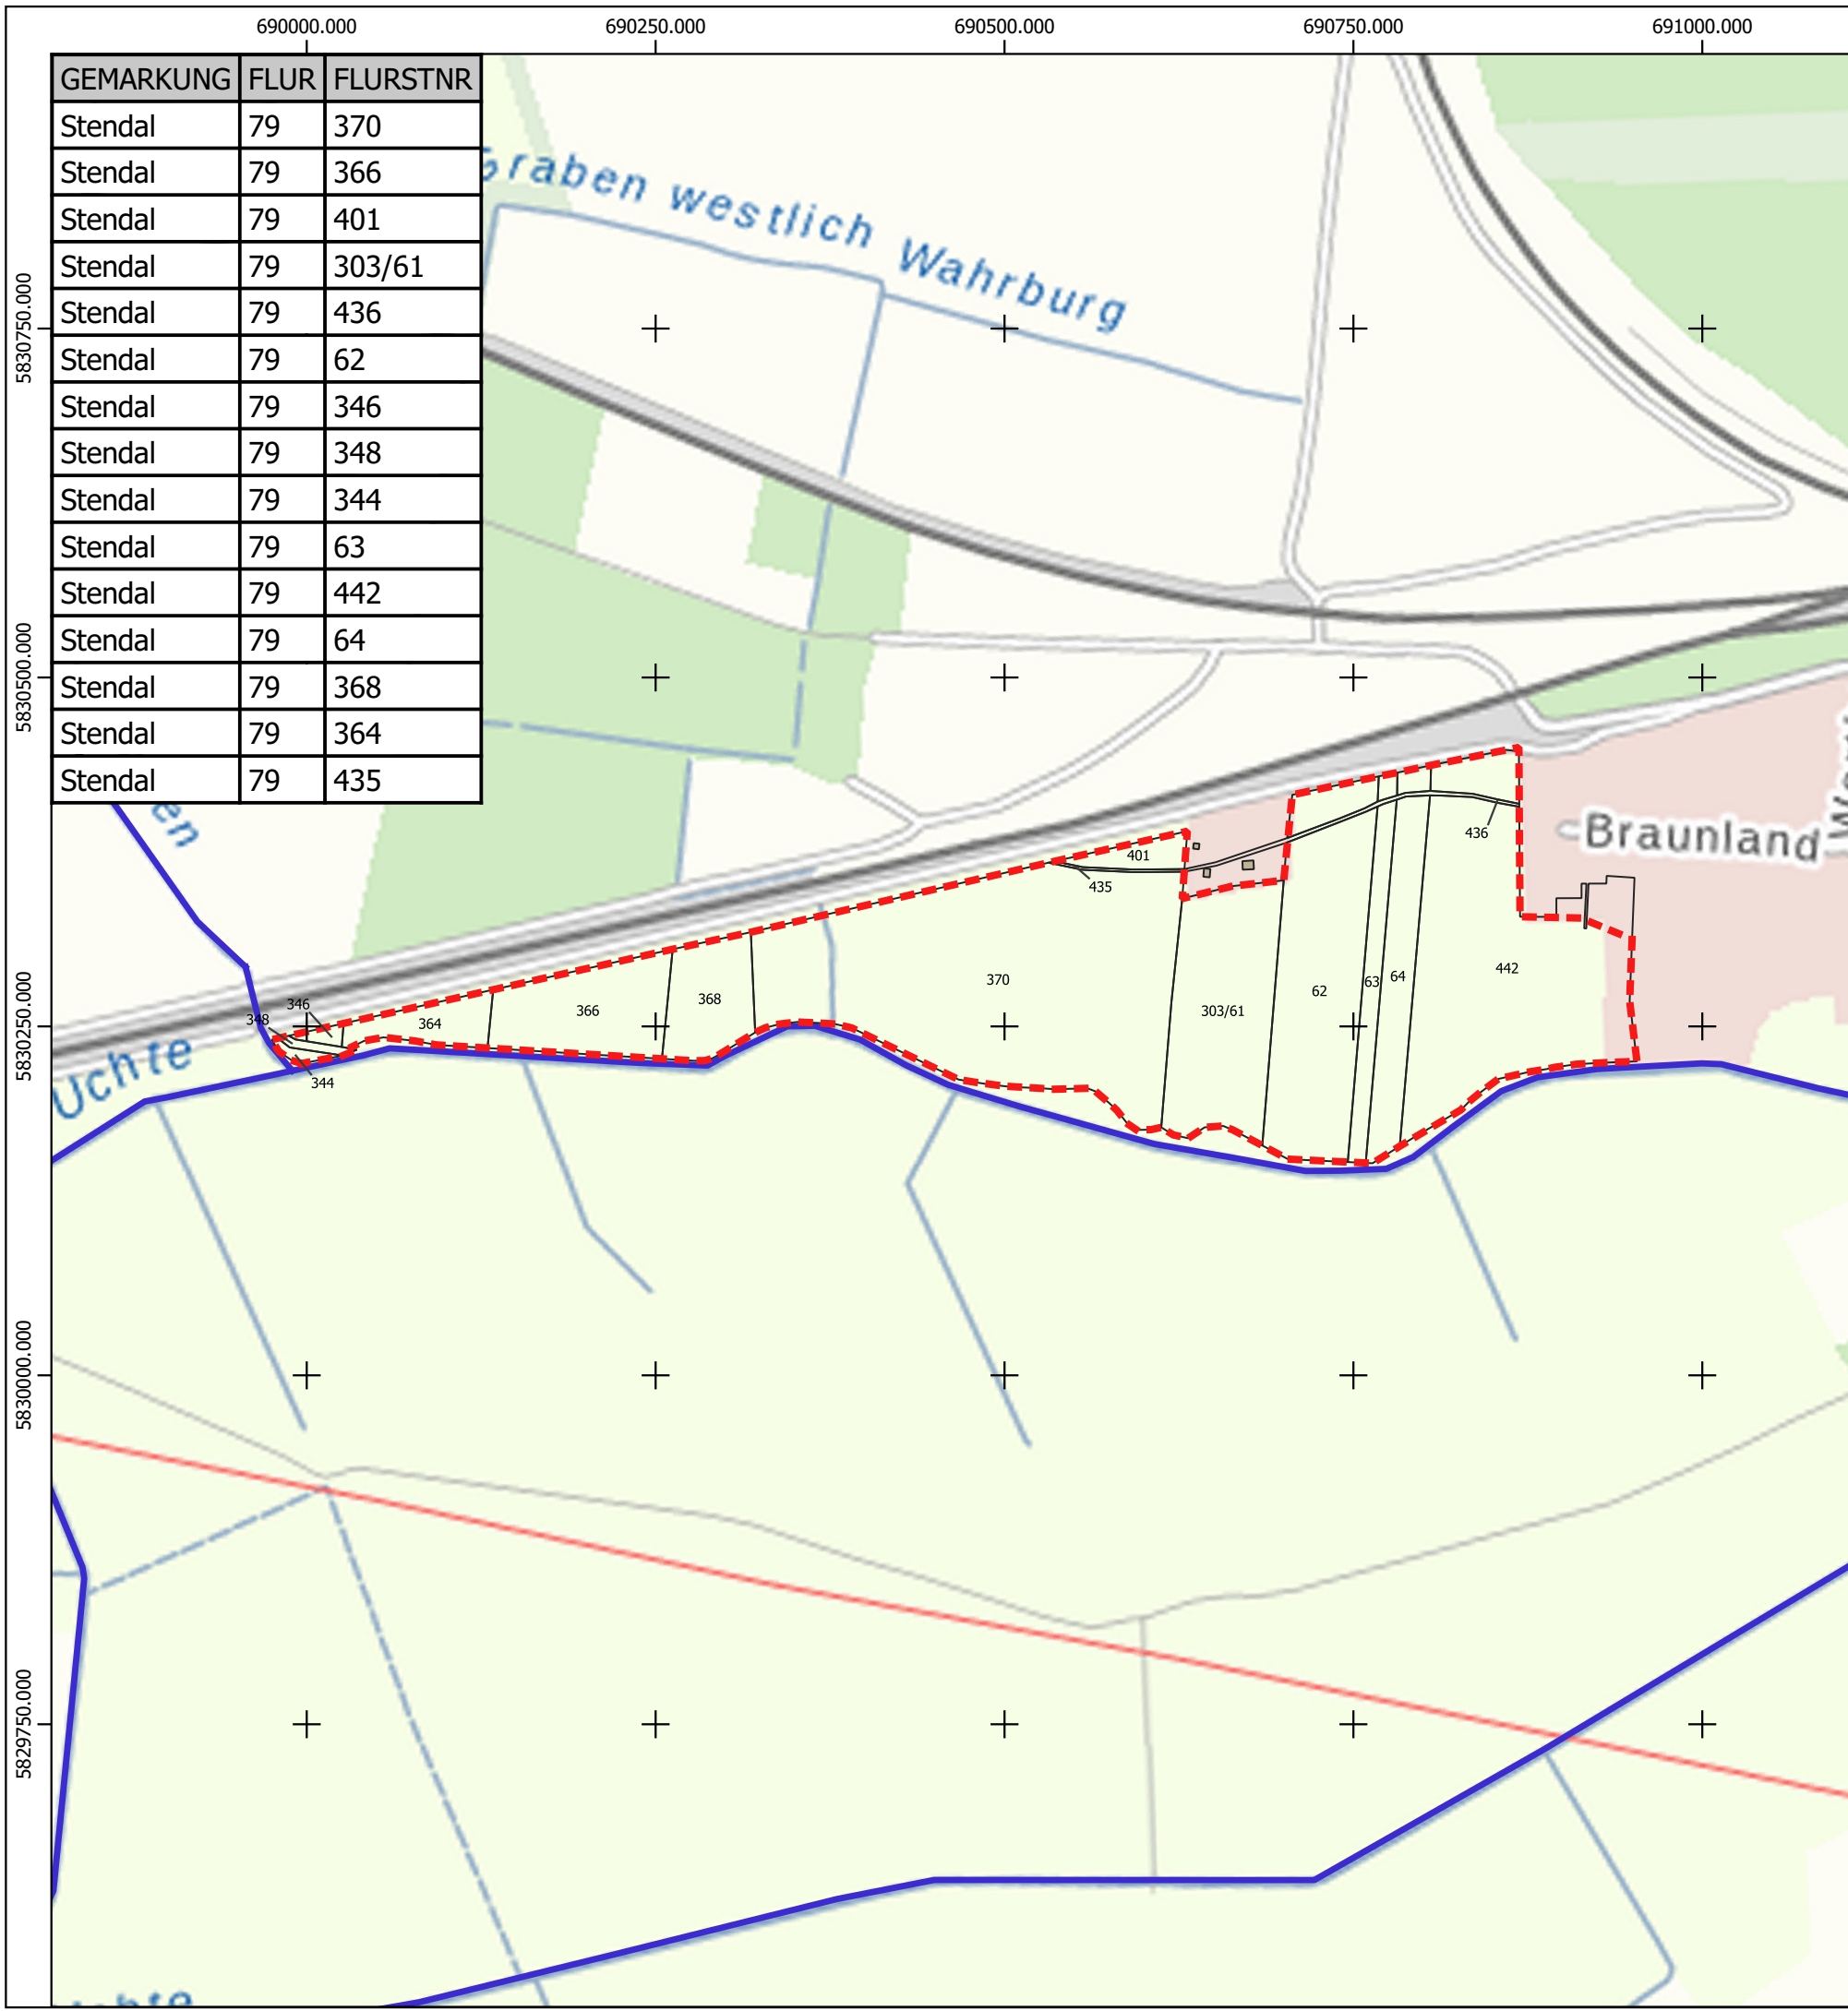 690000.000 690250.000 690500.000 690750.000 691000.000
GEMARKUNG FLUR FLURSTNR
Stendal 79 370
Stendal 79 366
Stendal 79 401
Stendal 79 303/61
Stendal 79 436
Stendal 79 62
Stendal 79 346
Stendal 79 348
Stendal 79 344
Stendal 79 63
Stendal 79 442
Stendal 79 64
Stendal 79 368
Stendal 79 364
Stendal 79 435
Graben westlich Wahrburg
5830750.000
5830500.000
5830250.000
5830000.000
5829750.000
en
Braunland
436
401
435
370
442
64
63
62
303/61
368
366
364
346
348
344
Uchte